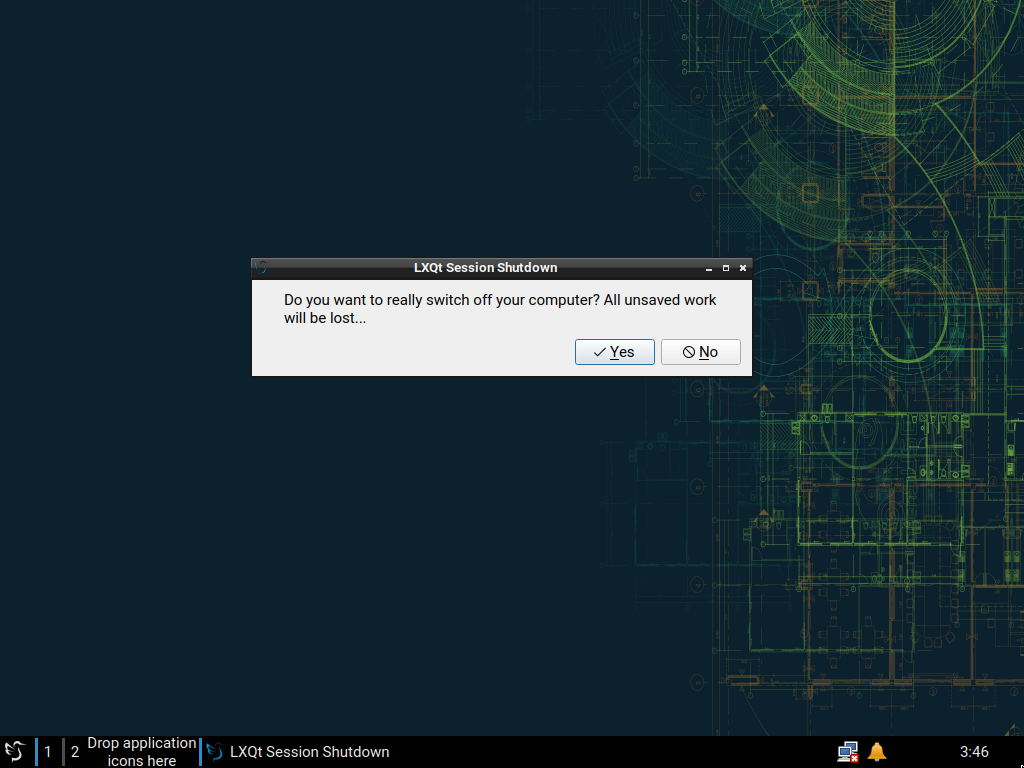 LXQt Session Shutdown
Do you want to really switch off your computer? All unsaved work
will be lost...
Yes
No
1
2
Drop application
icons here
LXQt Session Shutdown
3:46